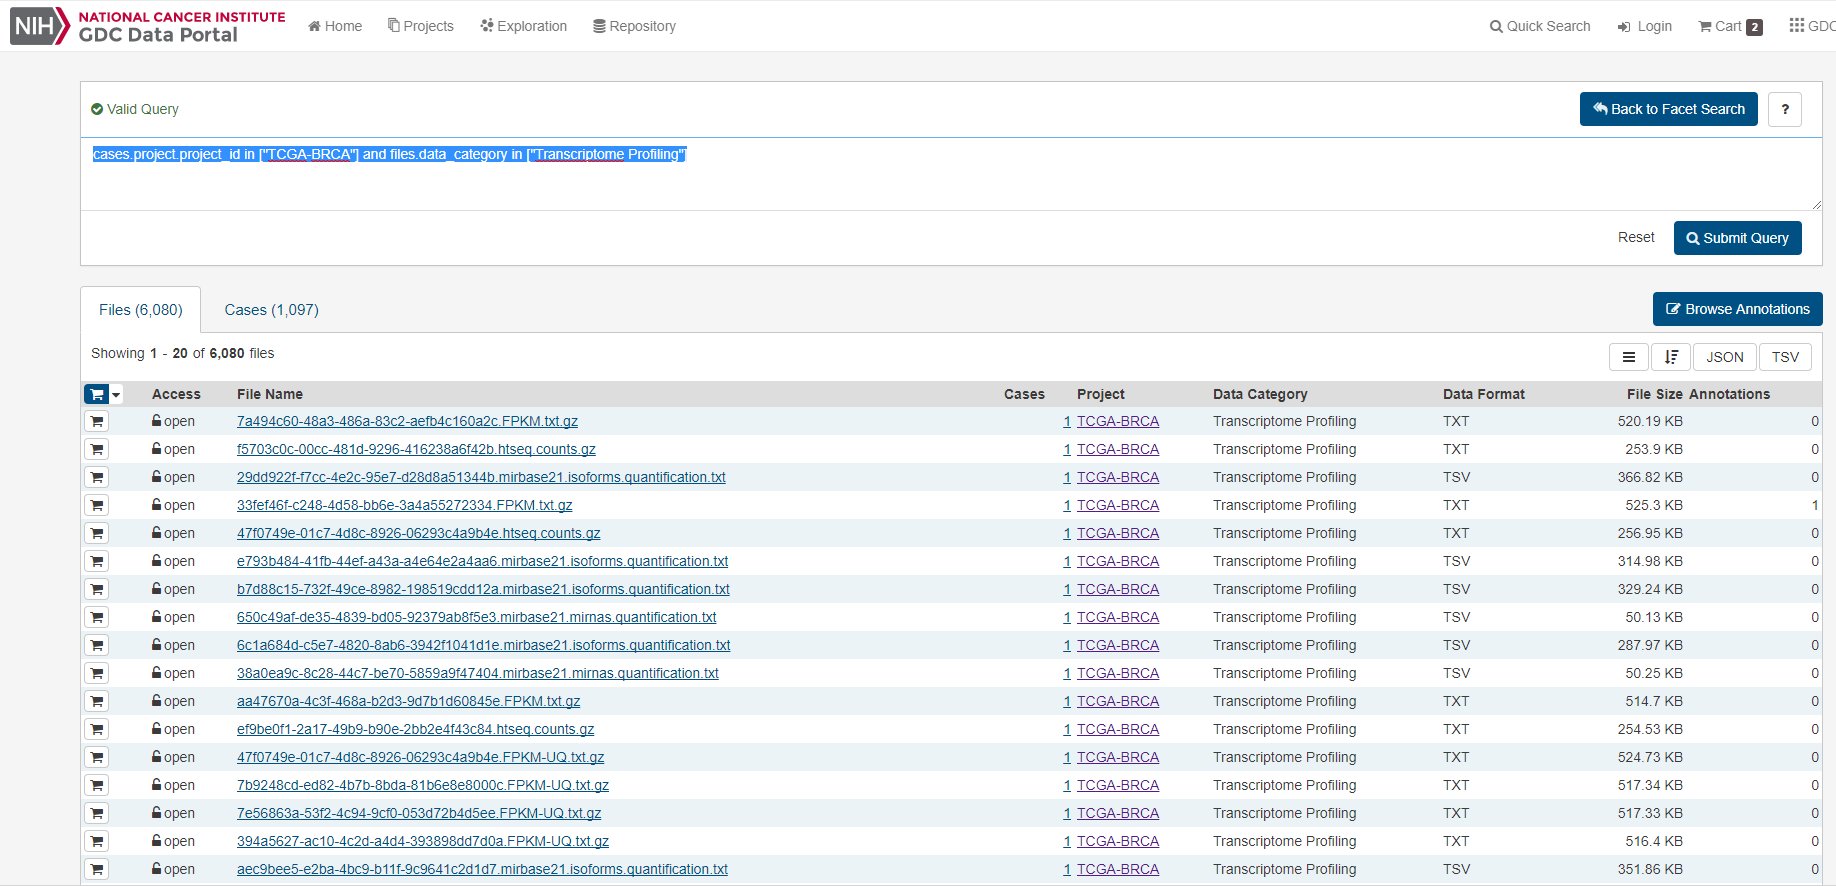 NIH NATIONAL CANCER INSTITUTE
GDC Data Portal
Home Projects Exploration Repository Quick Search Login Cart 2 GDC
Valid Query Back to Facet Search ?
cases.project.project_id in ["TCGA-BRCA"] and files.data_category in ["Transcriptome Profiling"]
Reset Submit Query
Files (6,080) Cases (1,097) Browse Annotations
Showing 1 - 20 of 6,080 files JSON TSV
Access File Name Cases Project Data Category Data Format File Size Annotations
open 7a494c60-48a3-486a-83c2-aefb4c160a2c.FPKM.txt.gz 1 TCGA-BRCA Transcriptome Profiling TXT 520.19 KB 0
open f5703c0c-00cc-481d-9296-416238a6f42b.htseq.counts.gz 1 TCGA-BRCA Transcriptome Profiling TXT 253.9 KB 0
open 29dd922f-f7cc-4e2c-95e7-d28d8a51344b.mirbase21.isoforms.quantification.txt 1 TCGA-BRCA Transcriptome Profiling TSV 366.82 KB 0
open 33fef46f-c248-4d58-bb6e-3a4a55272334.FPKM.txt.gz 1 TCGA-BRCA Transcriptome Profiling TXT 525.3 KB 1
open 47f0749e-01c7-4d8c-8926-06293c4a9b4e.htseq.counts.gz 1 TCGA-BRCA Transcriptome Profiling TXT 256.95 KB 0
open e793b484-41fb-44ef-a43a-a4e64e2a4aa6.mirbase21.isoforms.quantification.txt 1 TCGA-BRCA Transcriptome Profiling TSV 314.98 KB 0
open b7d88c15-732f-49ce-8982-198519cdd12a.mirbase21.isoforms.quantification.txt 1 TCGA-BRCA Transcriptome Profiling TSV 329.24 KB 0
open 650c49af-de35-4839-bd05-92379ab8f5e3.mirbase21.mirnas.quantification.txt 1 TCGA-BRCA Transcriptome Profiling TSV 50.13 KB 0
open 6c1a684d-c5e7-4820-8ab6-3942f1041d1e.mirbase21.isoforms.quantification.txt 1 TCGA-BRCA Transcriptome Profiling TSV 287.97 KB 0
open 38a0ea9c-8c28-44c7-be70-5859a9f47404.mirbase21.mirnas.quantification.txt 1 TCGA-BRCA Transcriptome Profiling TSV 50.25 KB 0
open aa47670a-4c3f-468a-b2d3-9d7b1d60845e.FPKM.txt.gz 1 TCGA-BRCA Transcriptome Profiling TXT 514.7 KB 0
open ef9be0f1-2a17-49b9-b90e-2bb2e4f43c84.htseq.counts.gz 1 TCGA-BRCA Transcriptome Profiling TXT 254.53 KB 0
open 47f0749e-01c7-4d8c-8926-06293c4a9b4e.FPKM-UQ.txt.gz 1 TCGA-BRCA Transcriptome Profiling TXT 524.73 KB 0
open 7b9248cd-ed82-4b7b-8bda-81b6e8e8000c.FPKM-UQ.txt.gz 1 TCGA-BRCA Transcriptome Profiling TXT 517.34 KB 0
open 7e56863a-53f2-4c94-9cf0-053d72b4d5ee.FPKM-UQ.txt.gz 1 TCGA-BRCA Transcriptome Profiling TXT 517.33 KB 0
open 394a5627-ac10-4c2d-a4d4-393898dd7d0a.FPKM-UQ.txt.gz 1 TCGA-BRCA Transcriptome Profiling TXT 516.4 KB 0
open aec9bee5-e2ba-4bc9-b11f-9c9641c2d1d7.mirbase21.isoforms.quantification.txt 1 TCGA-BRCA Transcriptome Profiling TSV 351.86 KB 0